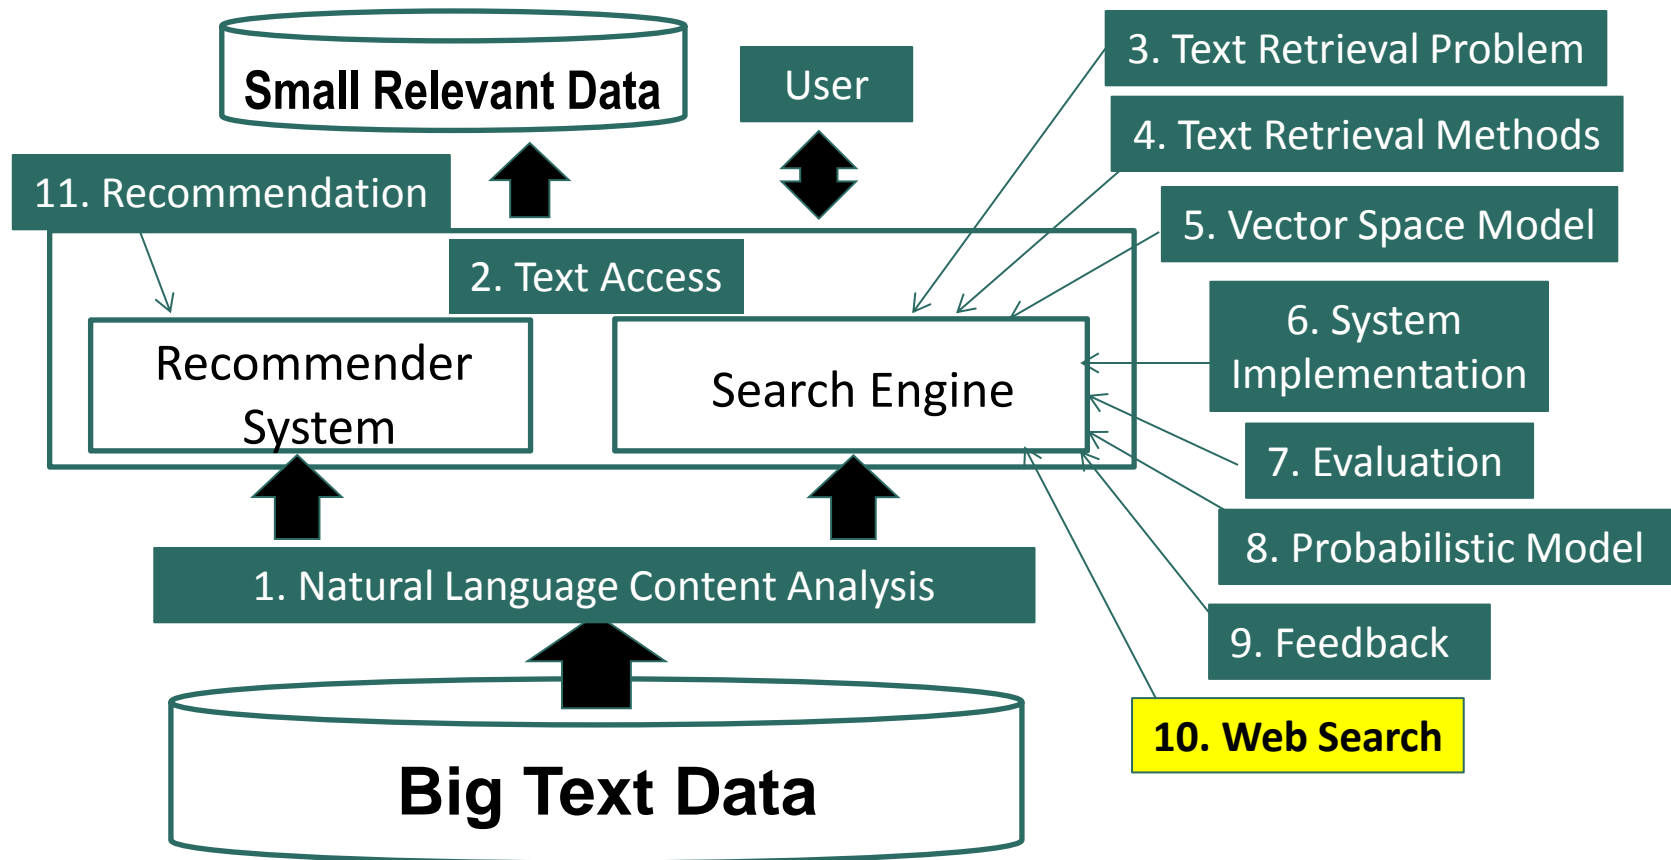 Small Relevant Data
User
3. Text Retrieval Problem
4. Text Retrieval Methods
11. Recommendation
5. Vector Space Model
2. Text Access
6. System
Implementation
Recommender
System
Search Engine
7. Evaluation
8. Probabilistic Model
1. Natural Language Content Analysis
9. Feedback
10. Web Search
Big Text Data